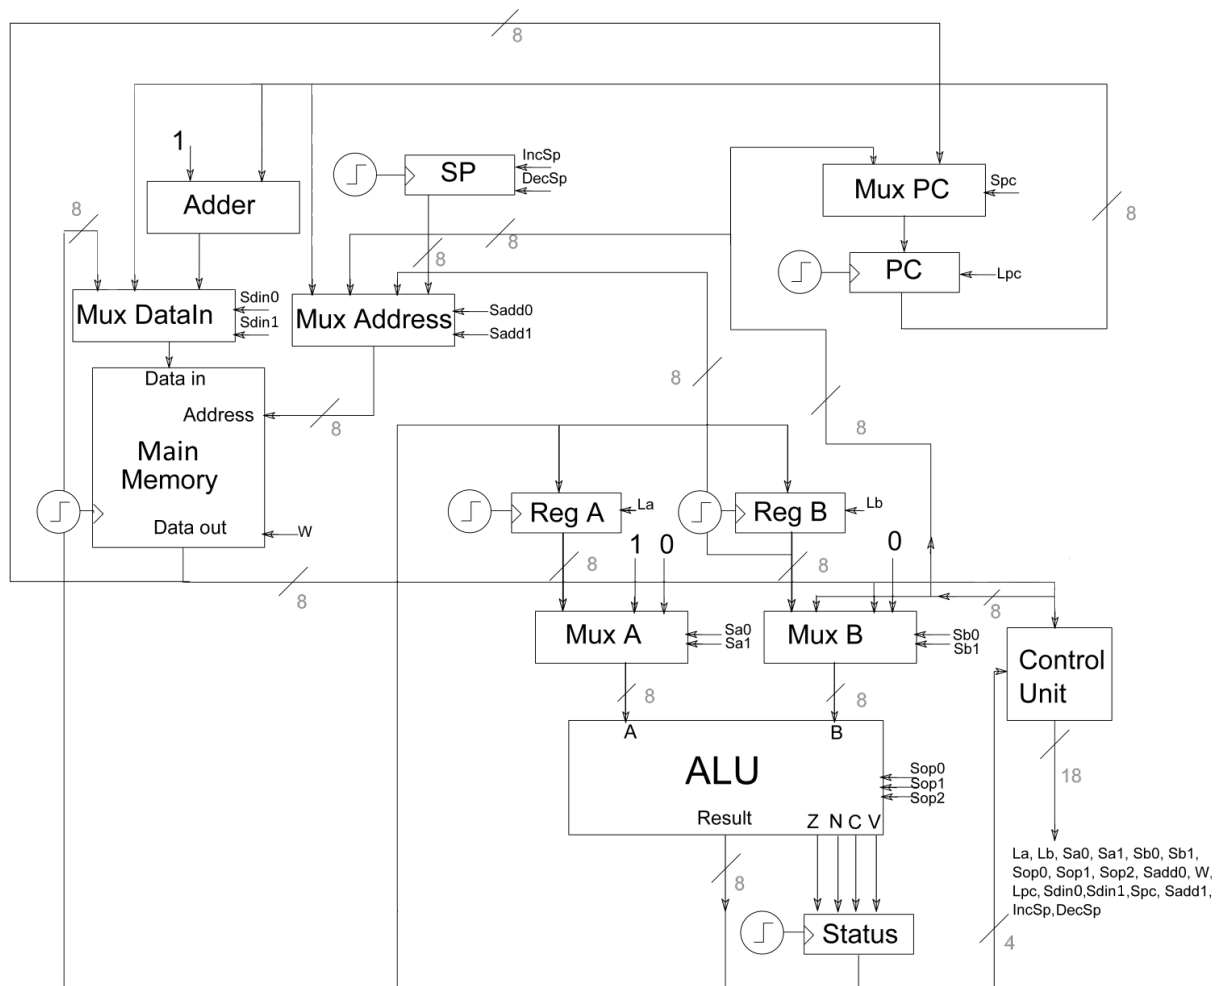 8
1
IncSp
SP
DecSp
Mux PC
Spc
Adder
8
8
8
8
PC
Lpc
Sdin0
Mux DataIn
Sdin1
Sadd0
Mux Address
Sadd1
Data in
8
Address
8
8
Main
Memory
Reg A
La
Reg B
Lb
Data out
W
1 0
0
8
8
8
8
Mux A
Sa0
Sa1
Mux B
Sb0
Sb1
Control
Unit
8
8
A
B
ALU
Sop0
Sop1
Sop2
18
Result
Z N C V
La, Lb, Sa0, Sa1, Sb0, Sb1,
Sop0, Sop1, Sop2, Sadd0, W,
Lpc, Sdin0,Sdin1,Spc, Sadd1,
IncSp,DecSp
8
Status
4